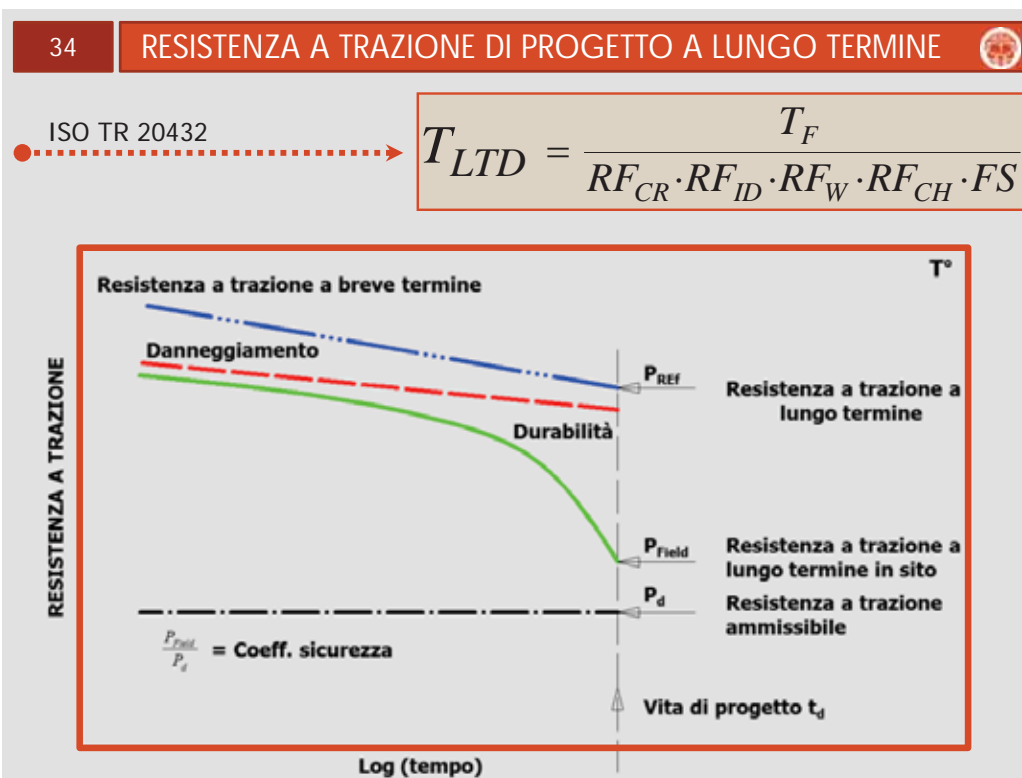 34
RESISTENZA A TRAZIONE DI PROGETTO A LUNGO TERMINE
ISO TR 20432
T_LTD = T_F / RF_CR · RF_ID · RF_W · RF_CH · FS
T°
Resistenza a trazione a breve termine
Danneggiamento
Durabilità
RESISTENZA A TRAZIONE
P_REf
Resistenza a trazione a
lungo termine
P_Field
Resistenza a trazione a
lungo termine in sito
P_d
Resistenza a trazione
ammissibile
P_Field / P_d = Coeff. sicurezza
Vita di progetto t_d
Log (tempo)